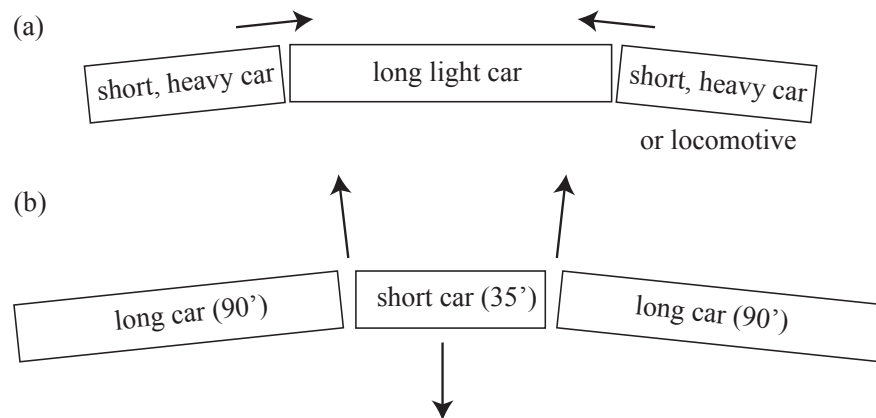 (a)
short, heavy car
long light car
short, heavy car
or locomotive
(b)
long car (90’)
short car (35’)
long car (90’)